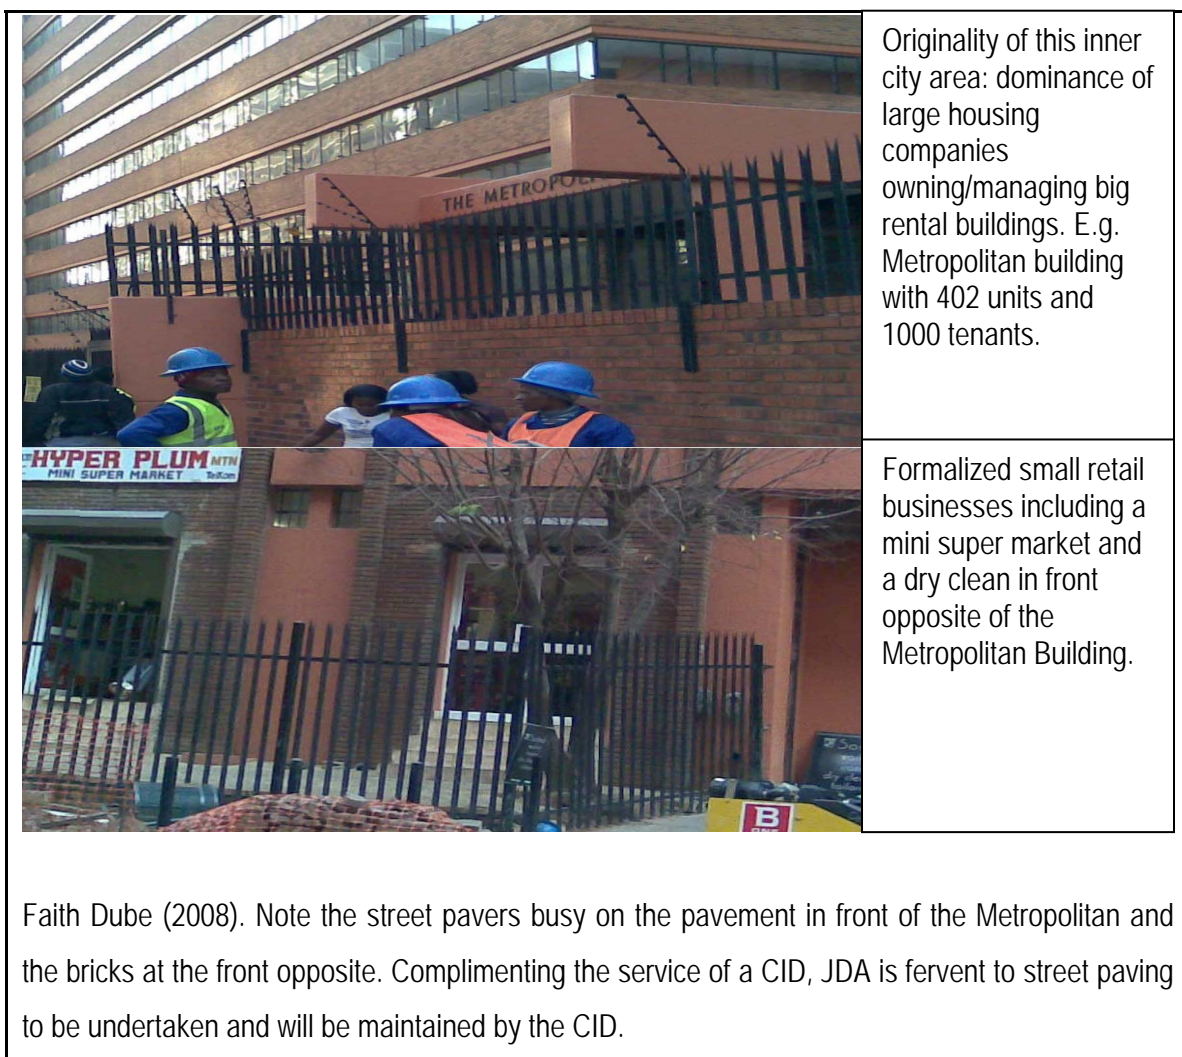 Originality of this inner
city area: dominance of
large housing
companies
owning/managing big
rental buildings. E.g.
Metropolitan building
with 402 units and
1000 tenants.
THE METROPOL
HYPER PLUM MTN
MINI SUPER MARKET Telkom
Formalized small retail
businesses including a
mini super market and
a dry clean in front
opposite of the
Metropolitan Building.
B
Faith Dube (2008). Note the street pavers busy on the pavement in front of the Metropolitan and
the bricks at the front opposite. Complimenting the service of a CID, JDA is fervent to street paving
to be undertaken and will be maintained by the CID.